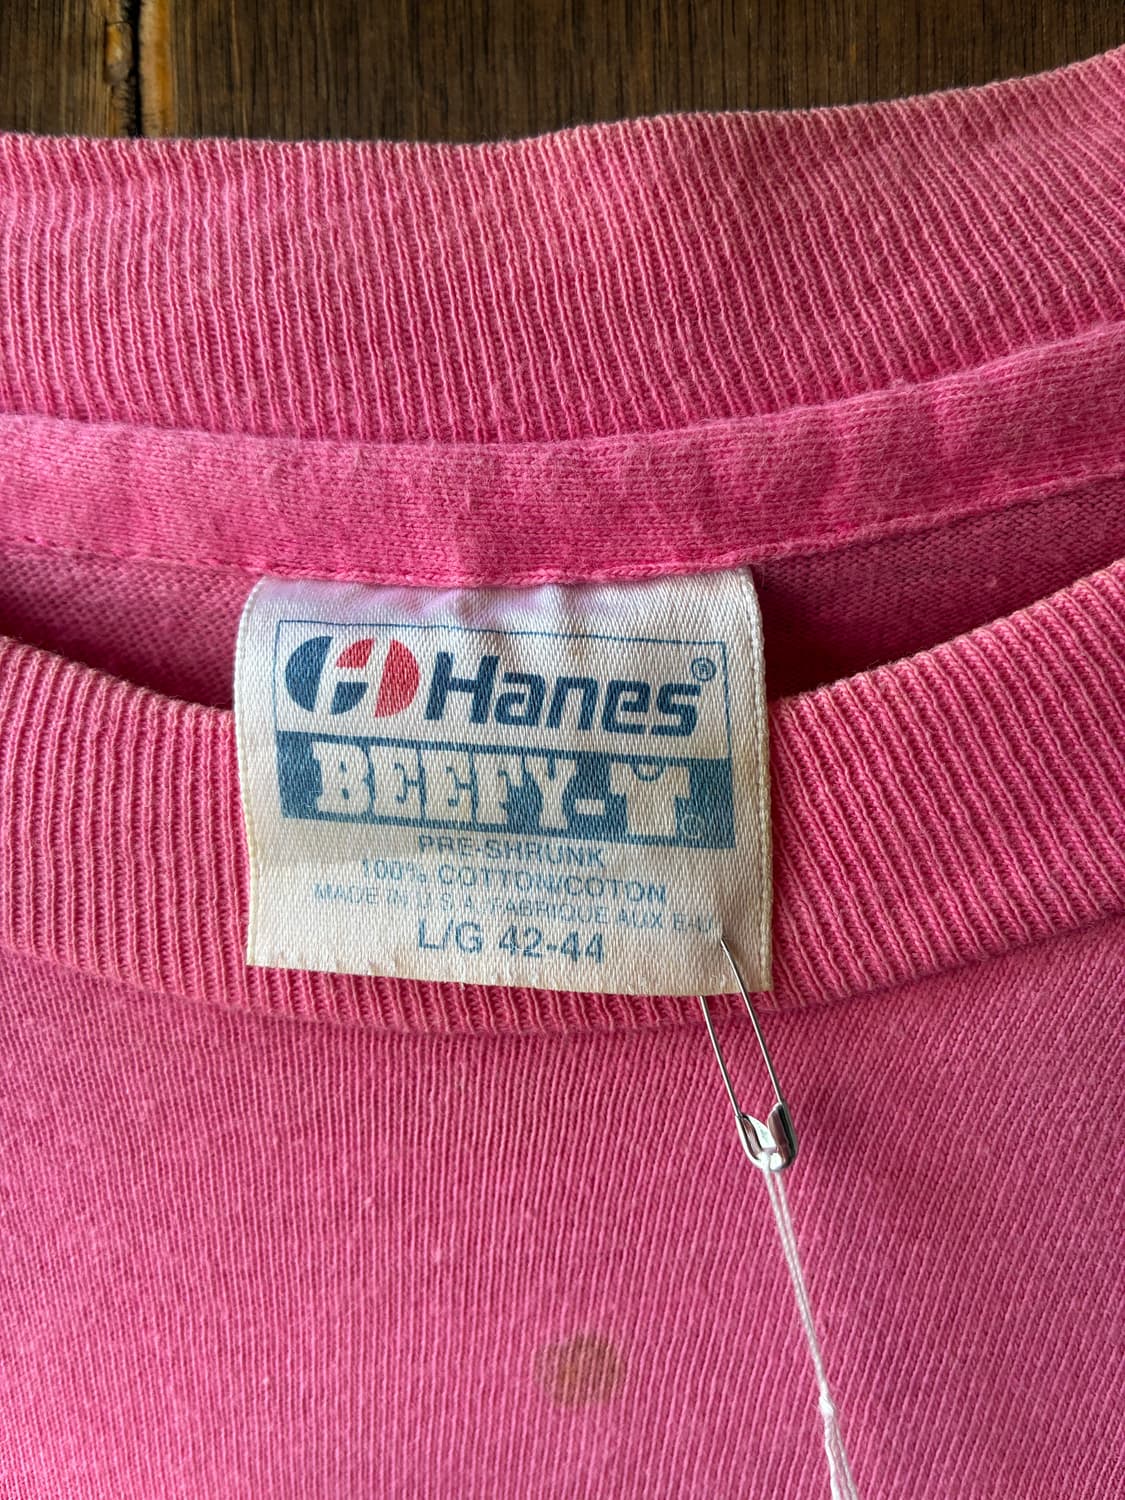 Hanes®
BEEFY-T©
PRE-SHRUNK
100% COTTON/COTON
MADE IN U.S.A./FABRIQUE AUX E-U
L/G 42-44